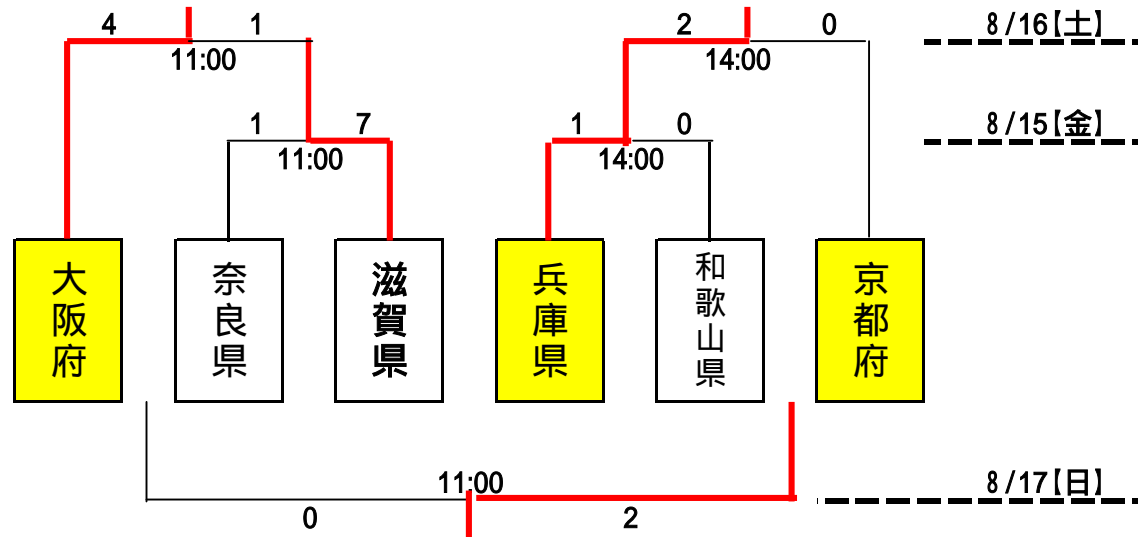 4 1 2 0 8/16【土】
11:00 14:00
1 7 1 0 8/15【金】
11:00 14:00
大阪府
奈良県
滋賀県
兵庫県
和歌山県
京都府
11:00 8/17【日】
0 2